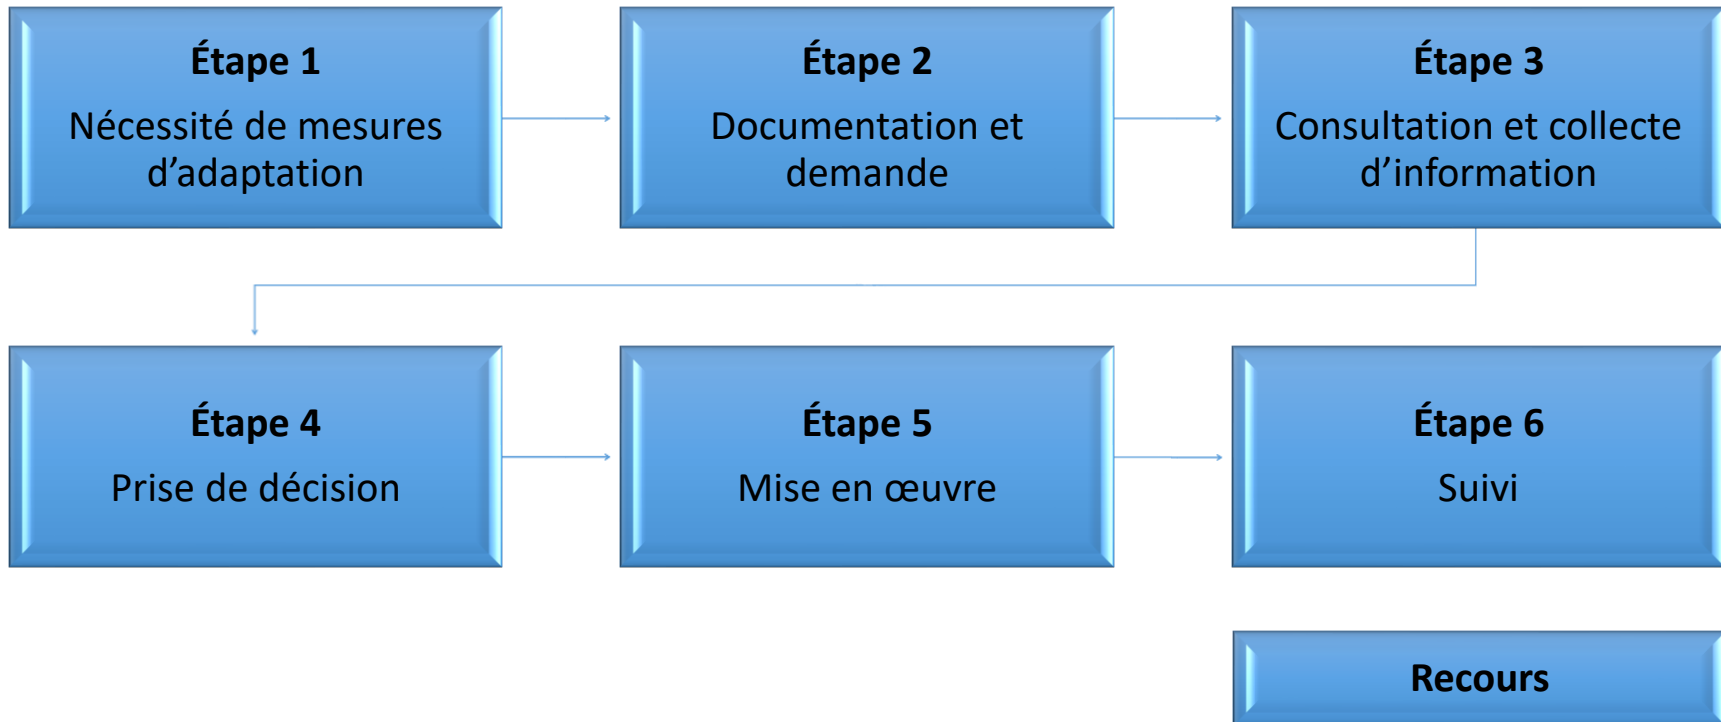 Étape 1
Nécessité de mesures
d’adaptation
Étape 2
Documentation et
demande
Étape 3
Consultation et collecte
d’information
Étape 4
Prise de décision
Étape 5
Mise en œuvre
Étape 6
Suivi
Recours